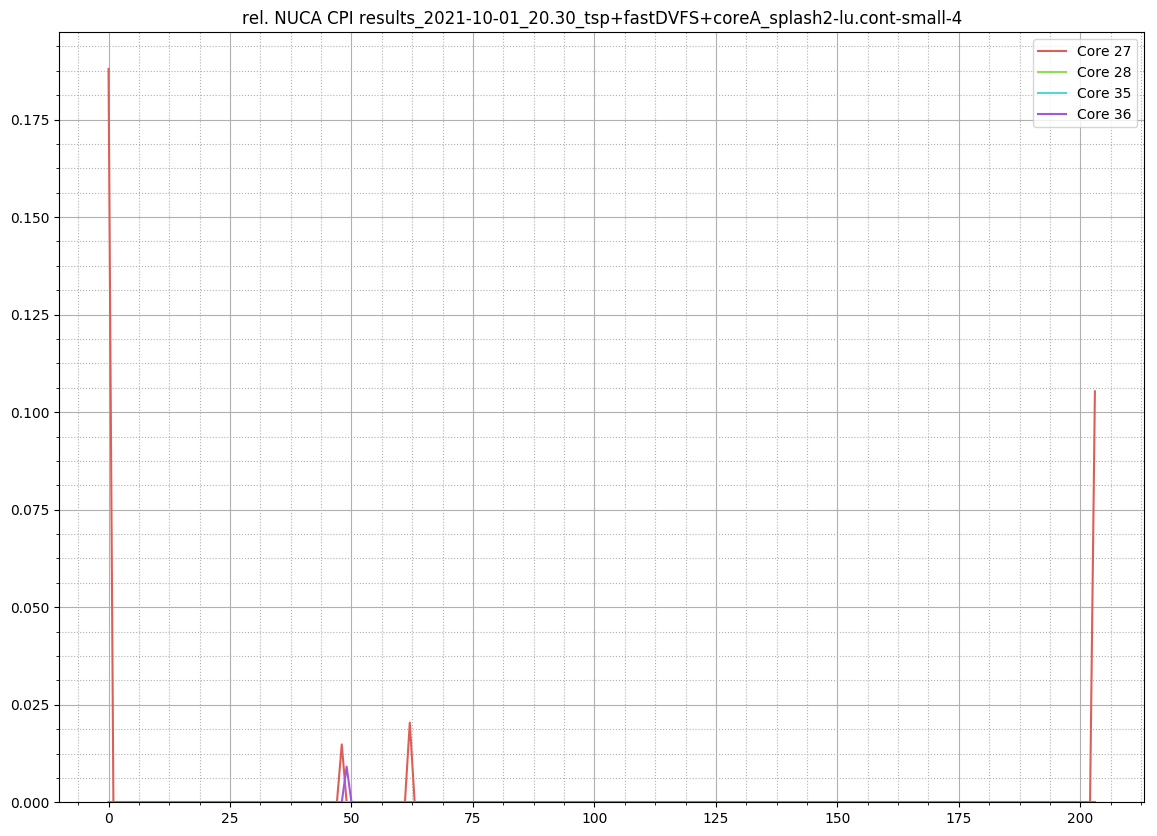 rel. NUCA CPI results_2021-10-01_20.30_tsp+fastDVFS+coreA_splash2-lu.cont-small-4
Core 27
Core 28
Core 35
Core 36
0.175
0.150
0.125
0.100
0.075
0.050
0.025
0.000
0 25 50 75 100 125 150 175 200